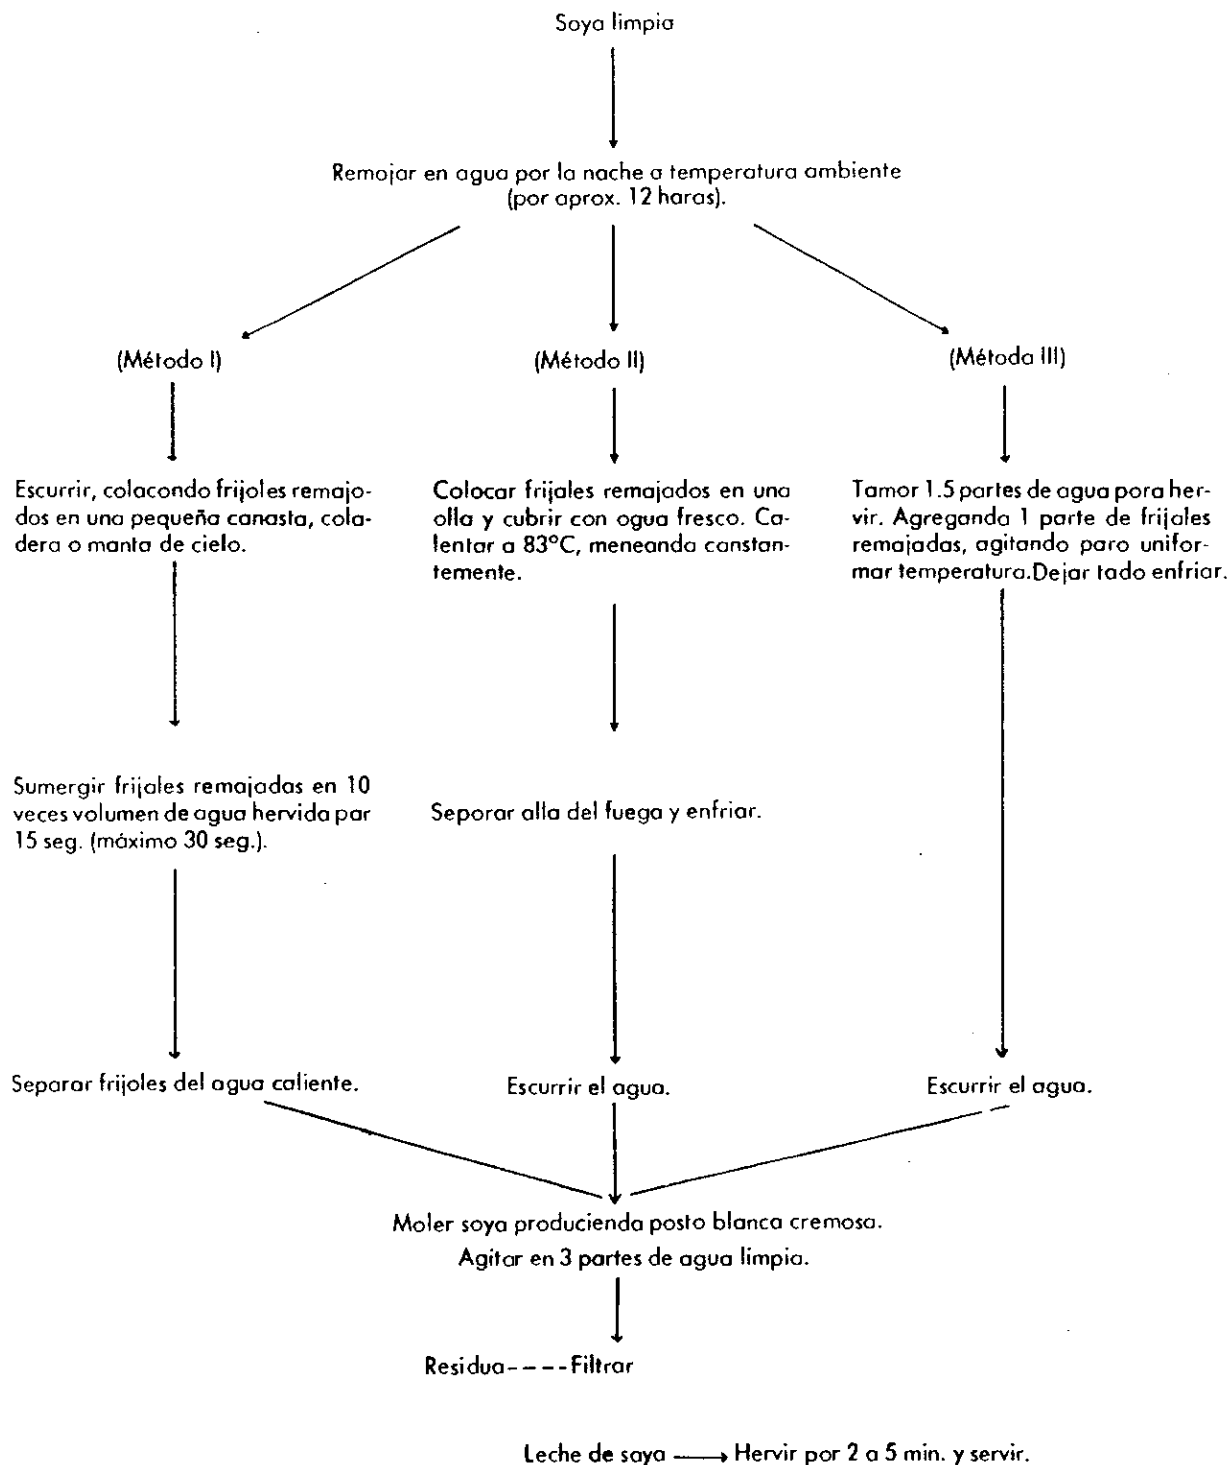 Soya limpia
Remojar en agua por la nache a temperatura ambiente
(por aprox. 12 haras).
(Método I)
(Método II)
(Métoda III)
Escurrir, colacondo frijoles remajo-
dos en una pequeña canasta, cola-
dera o manta de cielo.
Colocar frijales remajados en una
olla y cubrir con ogua fresco. Ca-
lentar a 83°C, meneanda canstan-
temente.
Tamor 1.5 partes de agua pora her-
vir. Agreganda 1 parte de frijales
remajadas, agitando paro unifor-
mar temperatura. Dejar tado enfriar.
Sumergir frijales remajadas en 10
veces volumen de agua hervida par
15 seg. (máximo 30 seg.).
Seporar alla del fuega y enfriar.
Separar frijoles del agua caliente.
Escurrir el agua.
Escurrir el agua.
Moler soya producienda posto blanca cremosa.
Agitar en 3 partes de agua limpia.
Residua----Filtrar
Leche de saya ⟶ Hervir por 2 a 5 min. y servir.